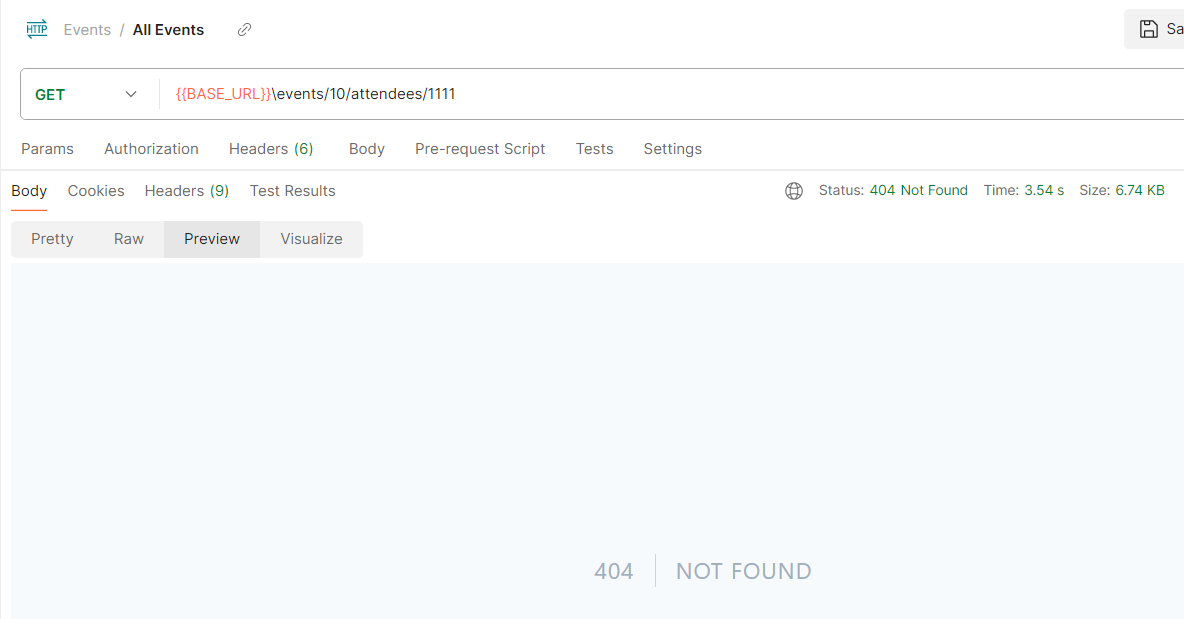 HTTP Events / All Events Sa
GET {{BASE_URL}}\events/10/attendees/1111
Params Authorization Headers (6) Body Pre-request Script Tests Settings
Body Cookies Headers (9) Test Results Status: 404 Not Found Time: 3.54 s Size: 6.74 KB
Pretty Raw Preview Visualize
404 NOT FOUND